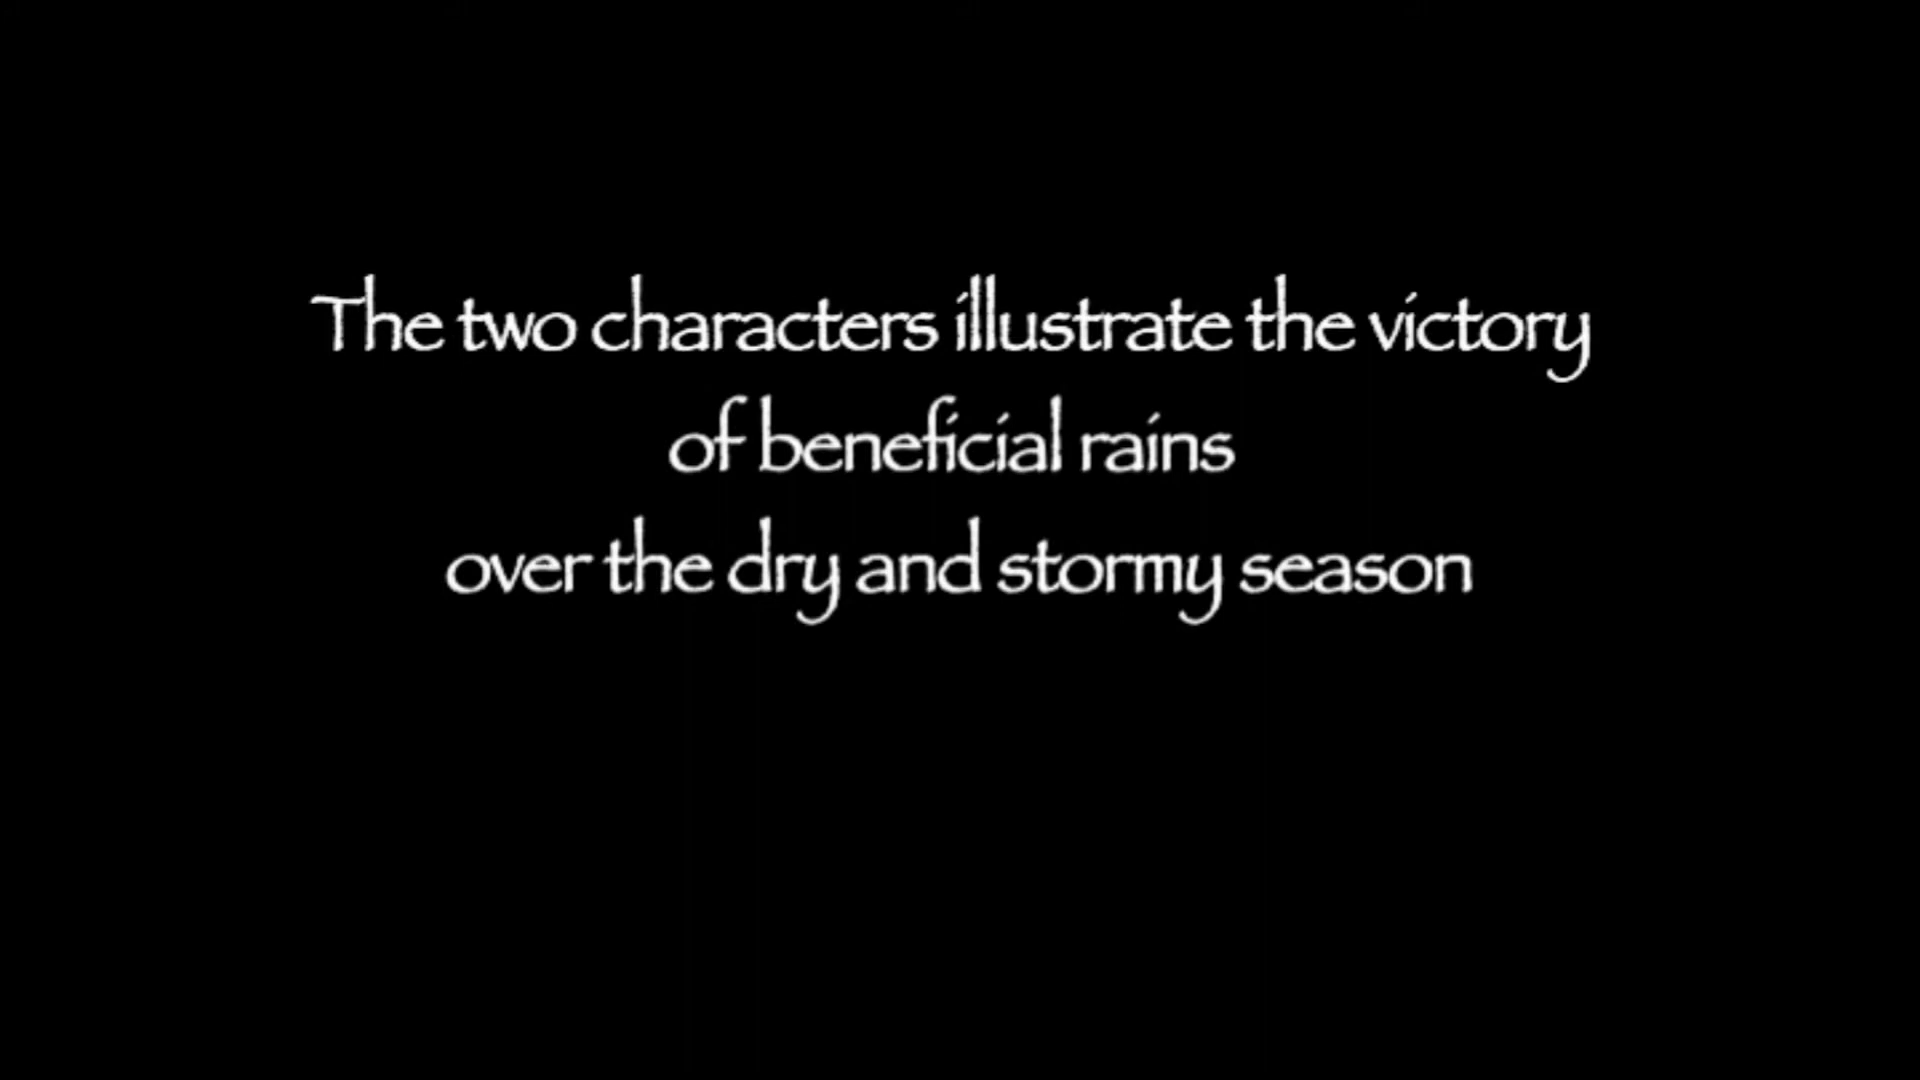 The two characters illustrate the victory
of beneficial rains
over the dry and stormy season